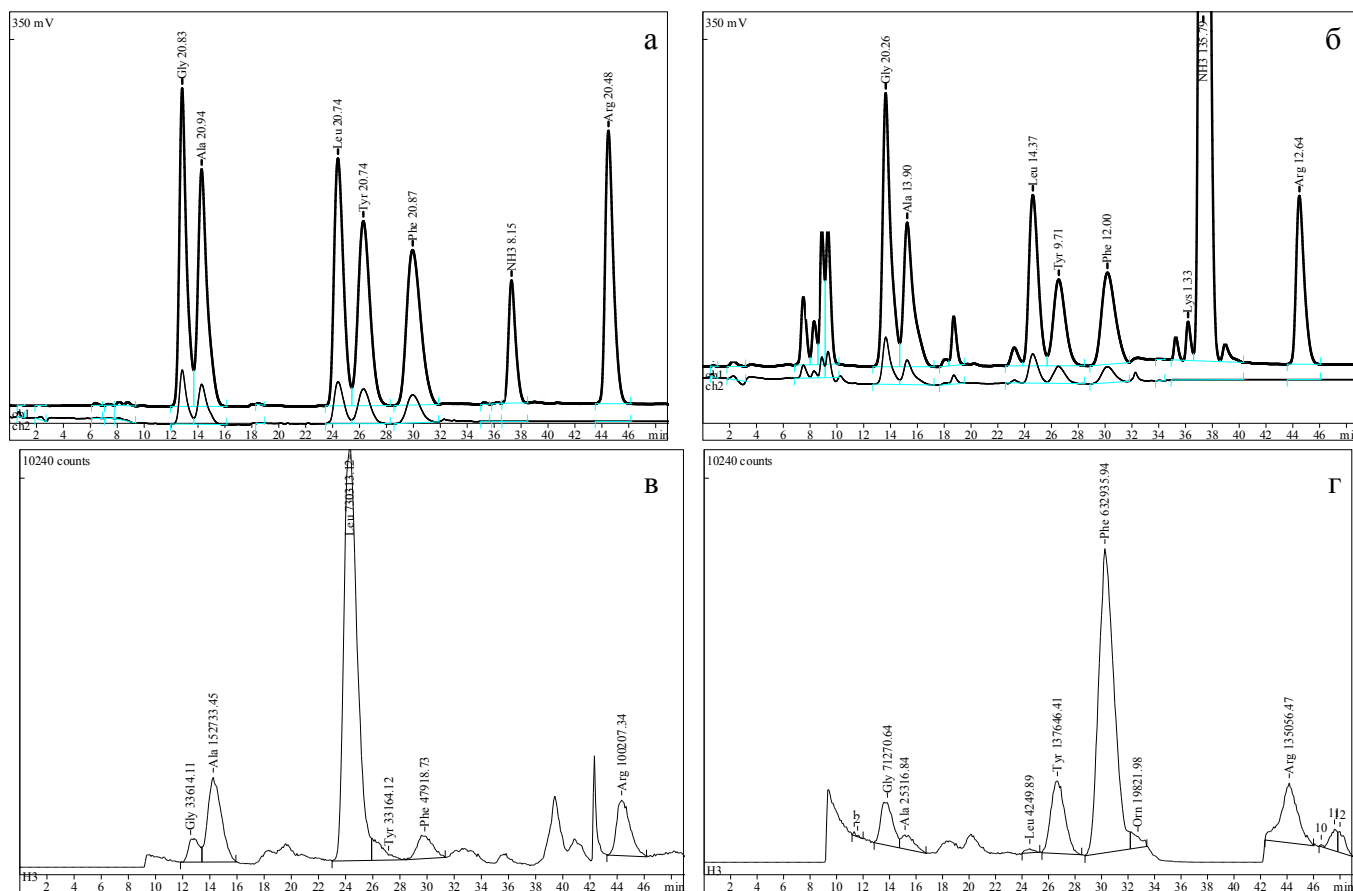 350 mV
а
Gly 20.83
Ala 20.94
Leu 20.74
Tyr 20.74
Phe 20.87
NH3 8.15
Arg 20.48
ch1
ch2
2 4 6 8 10 12 14 16 18 20 22 24 26 28 30 32 34 36 38 40 42 44 46 min
350 mV
б
Gly 20.26
Ala 13.90
Leu 14.37
Tyr 9.71
Phe 12.00
Lys 1.33
NH3 135.79
Arg 12.64
ch1
ch2
2 4 6 8 10 12 14 16 18 20 22 24 26 28 30 32 34 36 38 40 42 44 46 min
10240 counts
в
Gly 33614.11
Ala 152733.45
Leu 730313.12
Tyr 33164.12
Phe 47918.73
Arg 100207.34
H3
2 4 6 8 10 12 14 16 18 20 22 24 26 28 30 32 34 36 38 40 42 44 46 min
10240 counts
г
Gly 71270.64
Ala 25316.84
Leu 4249.89
Tyr 137646.41
Phe 632935.94
Orn 19821.98
Arg 135056.47
10
11
12
H3
2 4 6 8 10 12 14 16 18 20 22 24 26 28 30 32 34 36 38 40 42 44 46 min